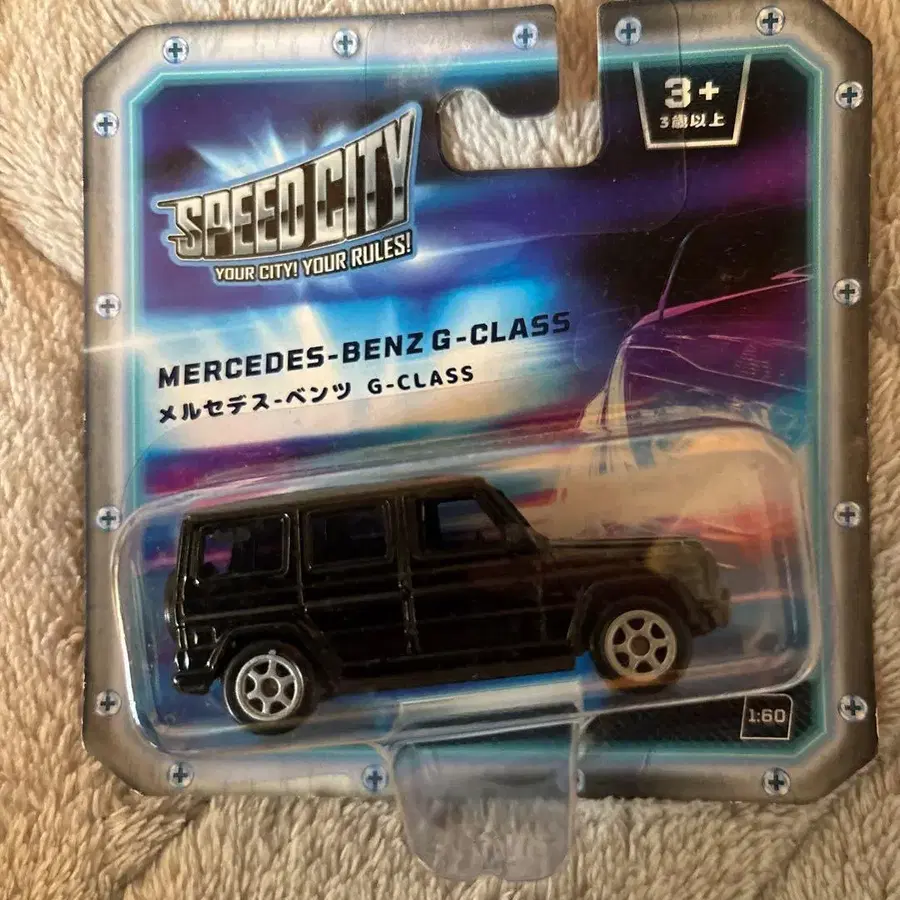 3+
3歳以上
SPEED CITY
YOUR CITY! YOUR RULES!
MERCEDES-BENZ G-CLASS
メルセデス-ベンツ G-CLASS
1:60